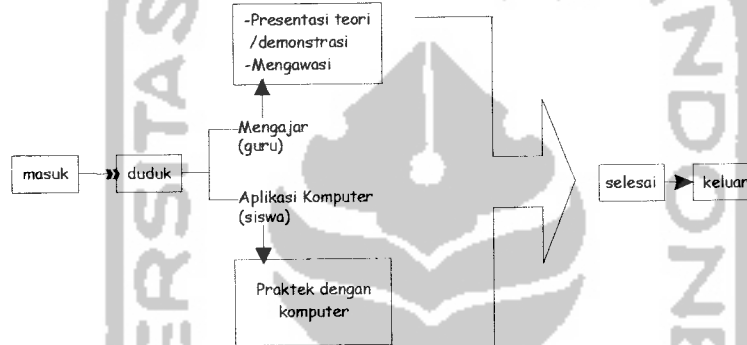 -Presentasi teori
/demonstrasi
-Mengawasi
Mengajar
(guru)
masuk
duduk
selesai
keluar
Aplikasi Komputer
(siswa)
Praktek dengan
komputer